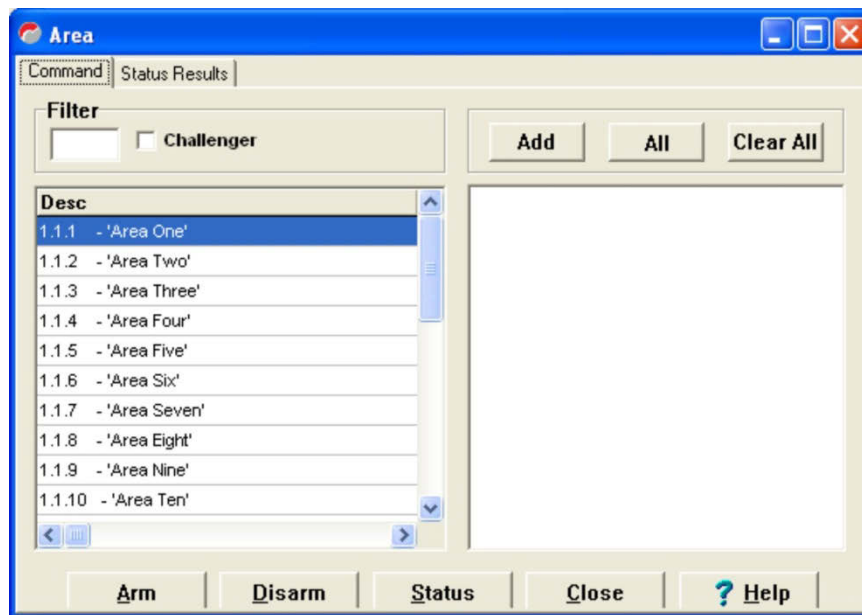 Area
Command Status Results
Filter
Challenger
Add All Clear All
Desc
1.1.1 - 'Area One'
1.1.2 - 'Area Two'
1.1.3 - 'Area Three'
1.1.4 - 'Area Four'
1.1.5 - 'Area Five'
1.1.6 - 'Area Six'
1.1.7 - 'Area Seven'
1.1.8 - 'Area Eight'
1.1.9 - 'Area Nine'
1.1.10 - 'Area Ten'
Arm Disarm Status Close ? Help